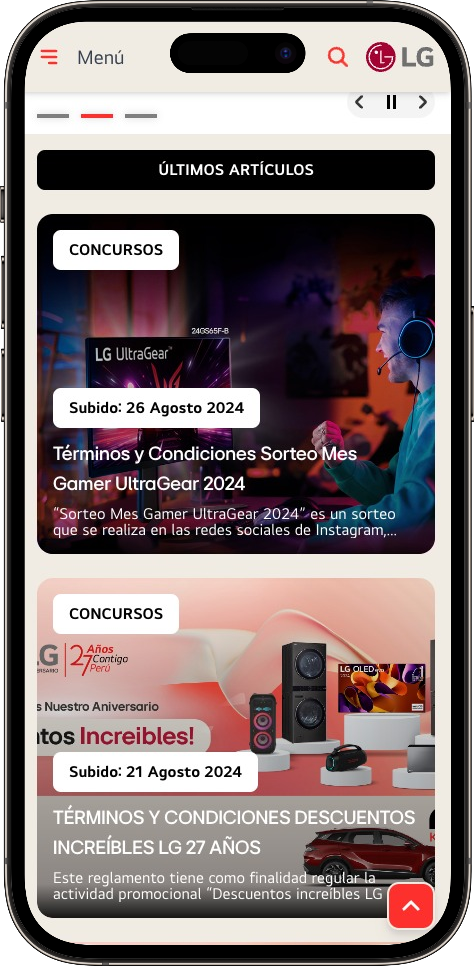 Menú
LG
ÚLTIMOS ARTÍCULOS
CONCURSOS
24GS65F-B
LG UltraGear™
Subido: 26 Agosto 2024
Términos y Condiciones Sorteo Mes
Gamer UltraGear 2024
“Sorteo Mes Gamer UltraGear 2024” es un sorteo
que se realiza en las redes sociales de Instagram,...
CONCURSOS
LG
27 Años
Contigo
Perú
s Nuestro Aniversario
ntos Increibles!
LG OLED
Subido: 21 Agosto 2024
TÉRMINOS Y CONDICIONES DESCUENTOS
INCREÍBLES LG 27 AÑOS
Este reglamento tiene como finalidad regular la
actividad promocional “Descuentos increíbles LG